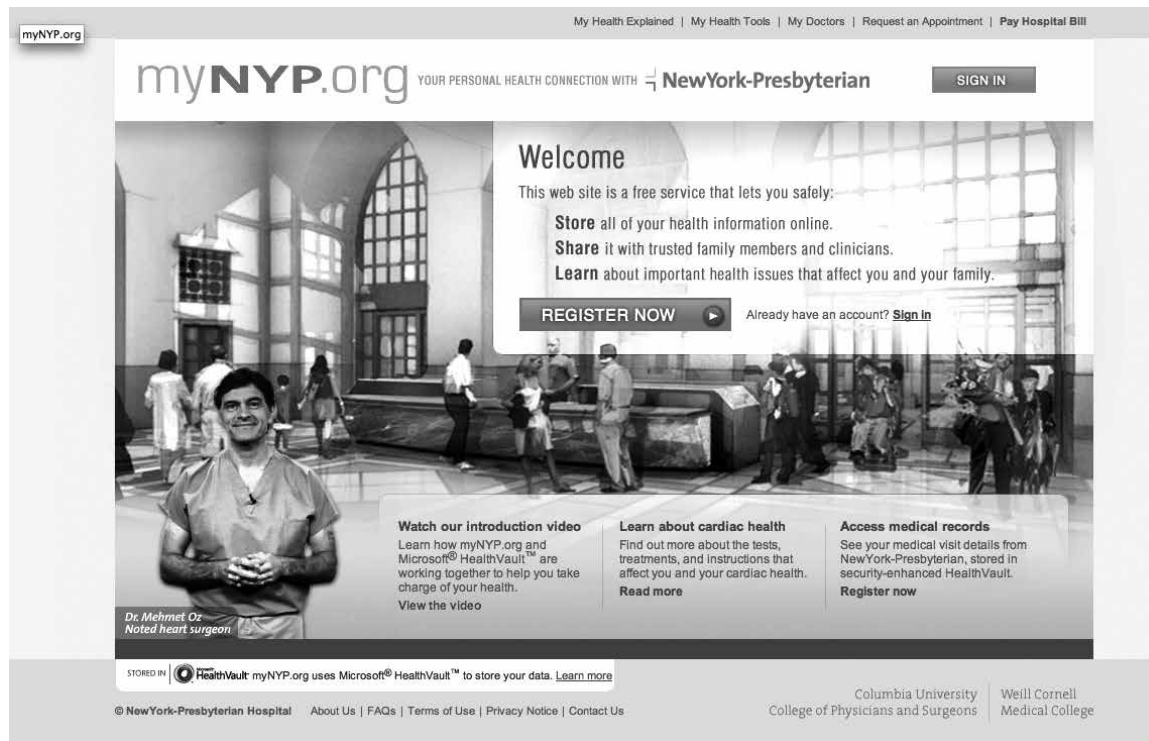 My Health Explained | My Health Tools | My Doctors | Request an Appointment | Pay Hospital Bill
myNYP.org
myNYP.org YOUR PERSONAL HEALTH CONNECTION WITH NewYork-Presbyterian SIGN IN
Welcome
This web site is a free service that lets you safely:
Store all of your health information online.
Share it with trusted family members and clinicians.
Learn about important health issues that affect you and your family.
REGISTER NOW Already have an account? Sign in
Watch our introduction video
Learn how myNYP.org and
Microsoft® HealthVault™ are
working together to help you take
charge of your health.
View the video
Learn about cardiac health
Find out more about the tests,
treatments, and instructions that
affect you and your cardiac health.
Read more
Access medical records
See your medical visit details from
NewYork-Presbyterian, stored in
security-enhanced HealthVault.
Register now
Dr. Mehmet Oz
Noted heart surgeon
STORED IN HealthVault myNYP.org uses Microsoft® HealthVault™ to store your data. Learn more
© NewYork-Presbyterian Hospital About Us | FAQs | Terms of Use | Privacy Notice | Contact Us
Columbia University
College of Physicians and Surgeons
Weill Cornell
Medical College